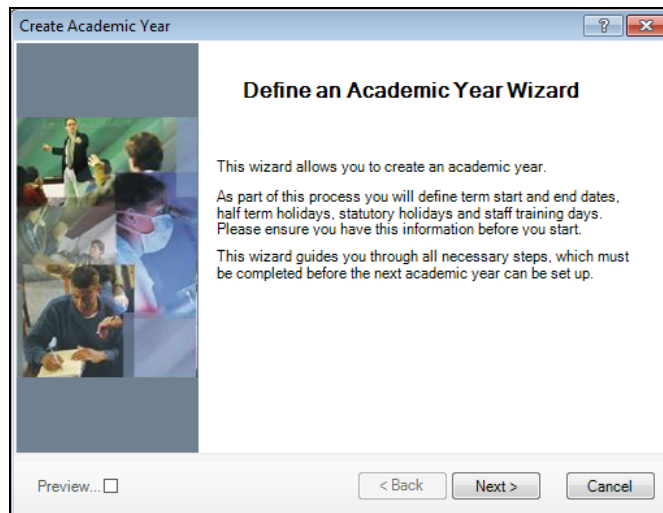 Create Academic Year
Define an Academic Year Wizard
This wizard allows you to create an academic year.
As part of this process you will define term start and end dates,
half term holidays, statutory holidays and staff training days.
Please ensure you have this information before you start.
This wizard guides you through all necessary steps, which must
be completed before the next academic year can be set up.
Preview... < Back Next > Cancel